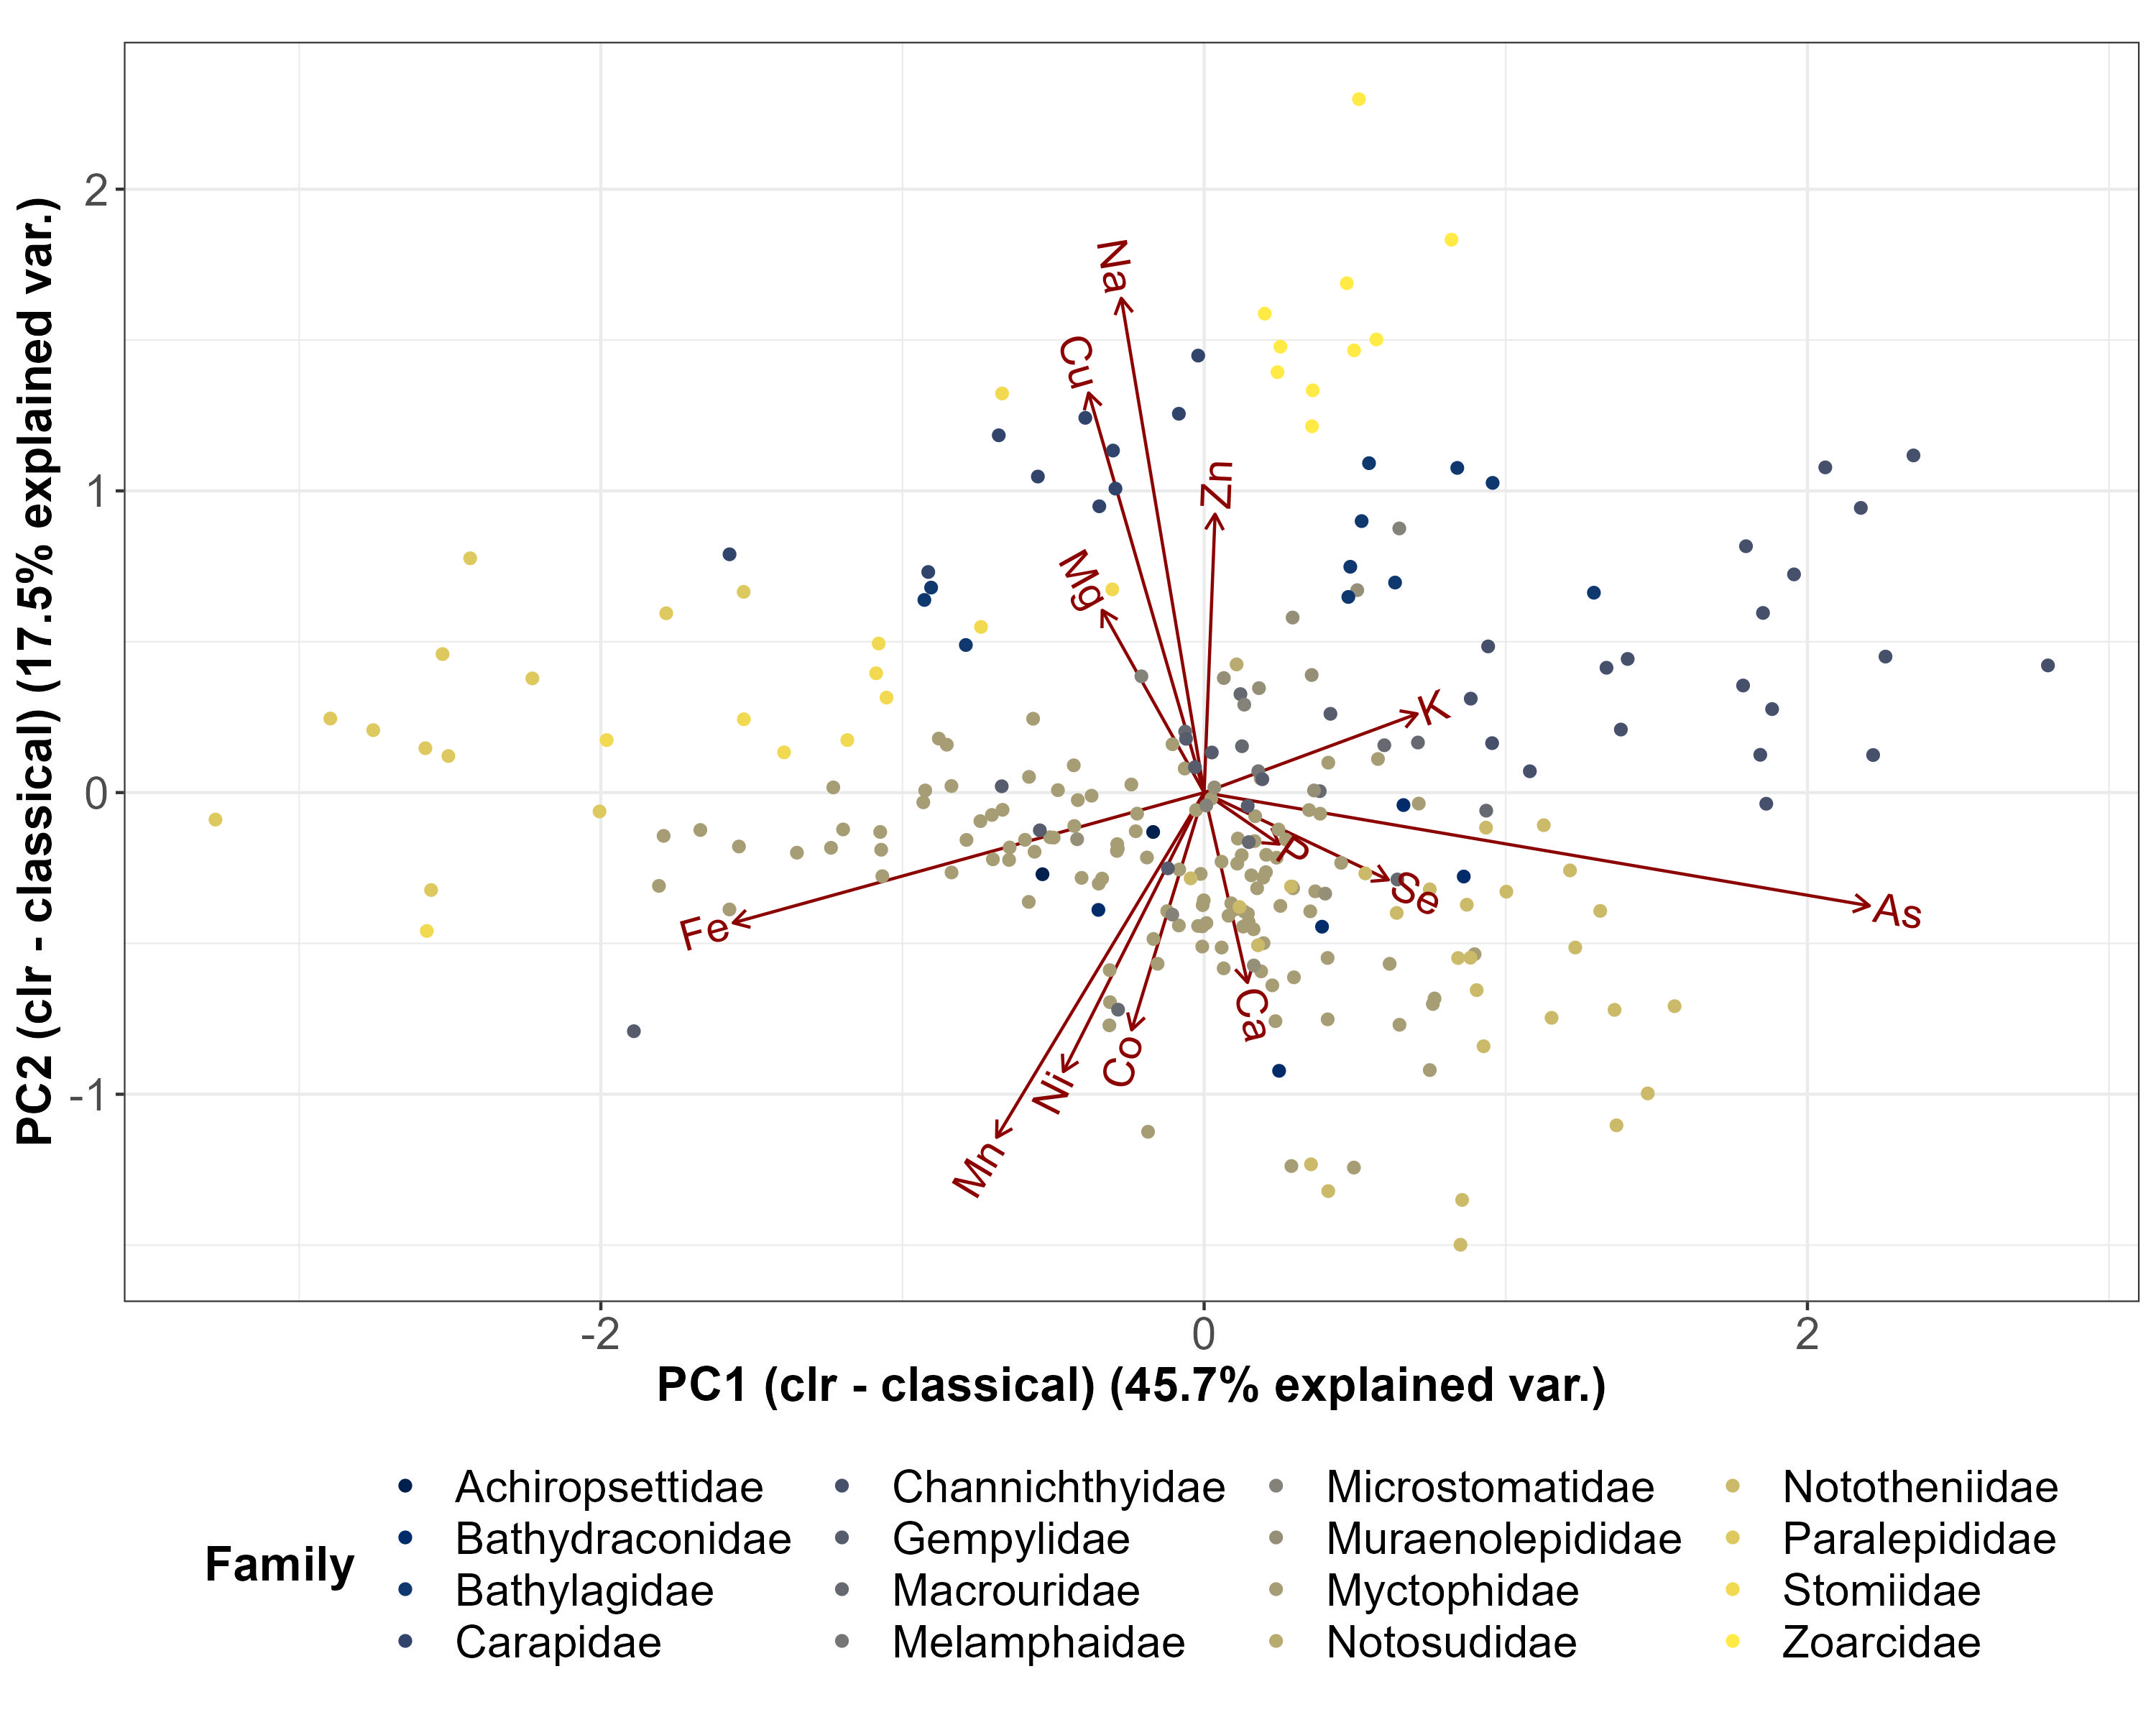 PC2 (clr - classical) (17.5% explained var.)
2
1
0
-1
Na
Cu
Zn
Mg
K
P
Se
As
Fe
Ca
Co
Ni
Mn
-2
0
2
PC1 (clr - classical) (45.7% explained var.)
Family
Achiropsettidae
Bathydraconidae
Bathylagidae
Carapidae
Channichthyidae
Gempylidae
Macrouridae
Melamphaidae
Microstomatidae
Muraenolepididae
Myctophidae
Notosudidae
Nototheniidae
Paralepididae
Stomiidae
Zoarcidae